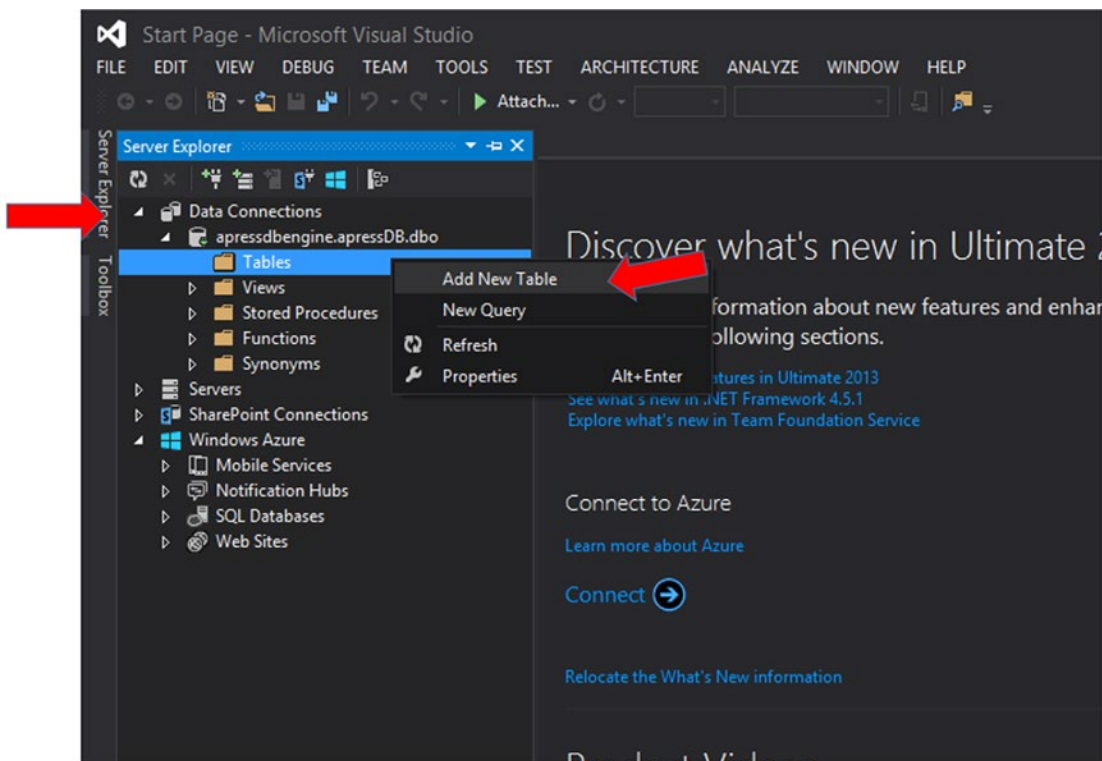 Start Page - Microsoft Visual Studio
FILE EDIT VIEW DEBUG TEAM TOOLS TEST ARCHITECTURE ANALYZE WINDOW HELP
Attach...
Server Explorer
Toolbox
Server Explorer
Data Connections
apressdbengine.apressDB.dbo
Tables
Views
Stored Procedures
Functions
Synonyms
Servers
SharePoint Connections
Windows Azure
Mobile Services
Notification Hubs
SQL Databases
Web Sites
Add New Table
New Query
Refresh
Properties Alt+Enter
Discover what's new in Ultimate
formation about new features and enhan
ollowing sections.
atures in Ultimate 2013
See what's new in .NET Framework 4.5.1
Explore what's new in Team Foundation Service
Connect to Azure
Learn more about Azure
Connect
Relocate the What's New information